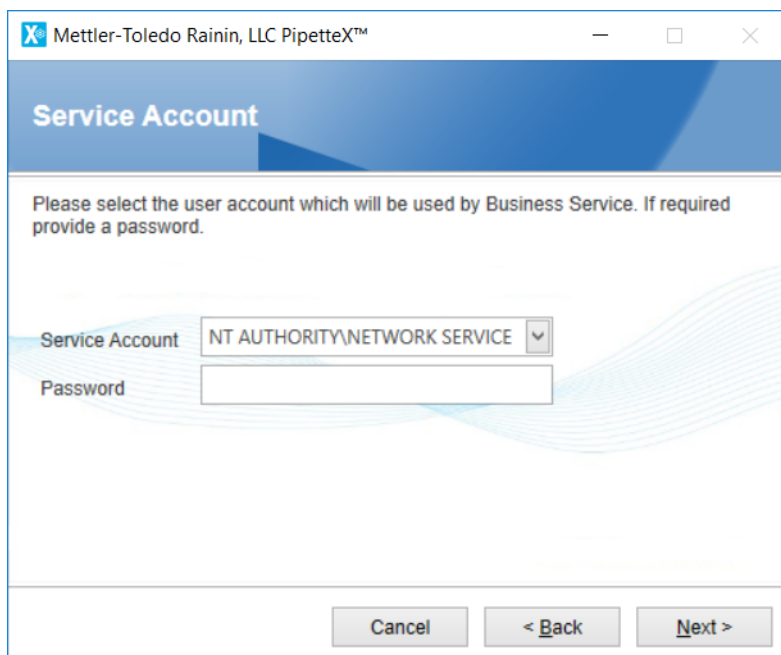 Mettler-Toledo Rainin, LLC PipetteX™
Service Account
Please select the user account which will be used by Business Service. If required
provide a password.
Service Account NT AUTHORITY\NETWORK SERVICE
Password
Cancel < Back Next >